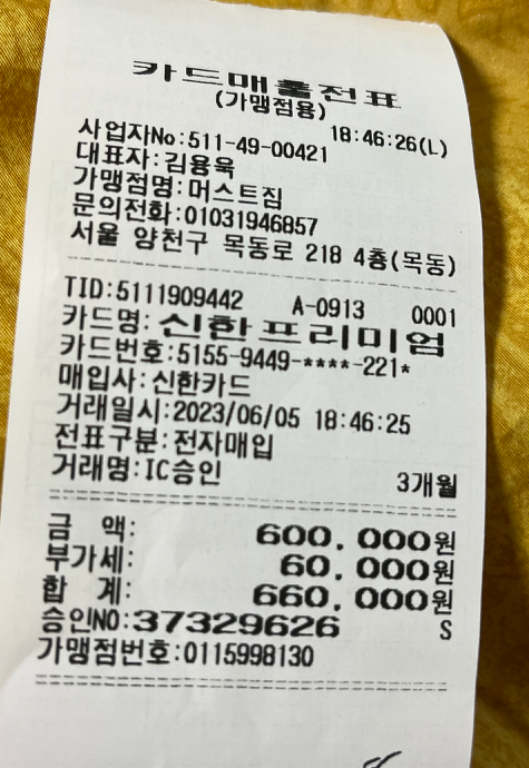 카드매출전표
(가맹점용)
18:46:26(L)
사업자No:511-49-00421
대표자:김용욱
가맹점명:머스트짐
문의전화:01031946857
서울 양천구 목동로 218 4층(목동)
TID:5111909442 A-0913 0001
카드명:신한프리미엄
카드번호:5155-9449-****-221*
매입사:신한카드
거래일시:2023/06/05 18:46:25
전표구분:전자매입
거래명:IC승인 3개월
금 액: 600,000원
부가세: 60,000원
합 계: 660,000원
승인NO:37329626 S
가맹점번호:0115998130